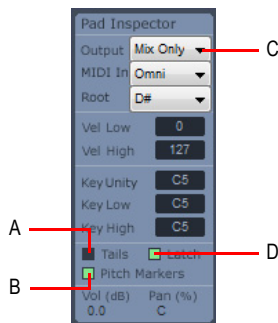 Pad Inspector
Output Mix Only C
MIDI In Omni
Root D#
Vel Low 0
Vel High 127
Key Unity C5
Key Low C5
Key High C5
A Tails Latch D
B Pitch Markers
Vol (dB) Pan (%)
0.0 C